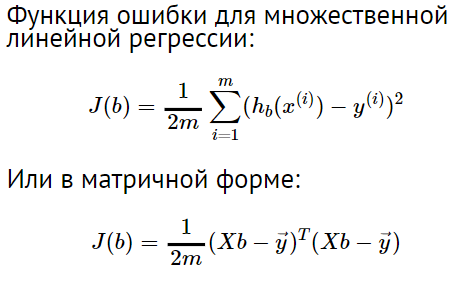 Функция ошибки для множественной
линейной регрессии:
J(b) = \frac{1}{2m} \sum_{i=1}^{m} (h_b(x^{(i)}) − y^{(i)})^2
Или в матричной форме:
J(b) = \frac{1}{2m} (Xb − \vec{y})^T (Xb − \vec{y})